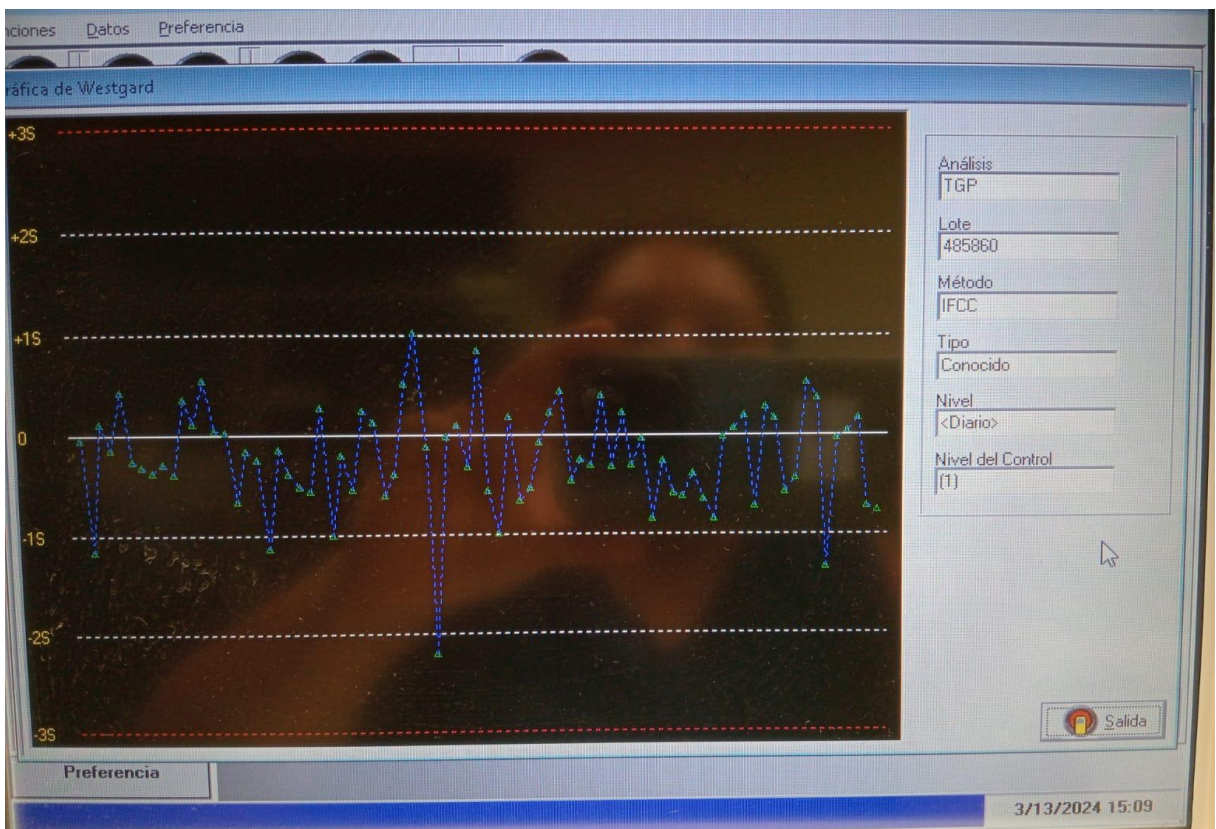 nciones Datos Preferencia
ráfica de Westgard
+3S
+2S
+1S
0
-1S
-2S
-3S
Análisis
TGP
Lote
485860
Método
IFCC
Tipo
Conocido
Nivel
<Diario>
Nivel del Control
(1)
Salida
Preferencia
3/13/2024 15:09